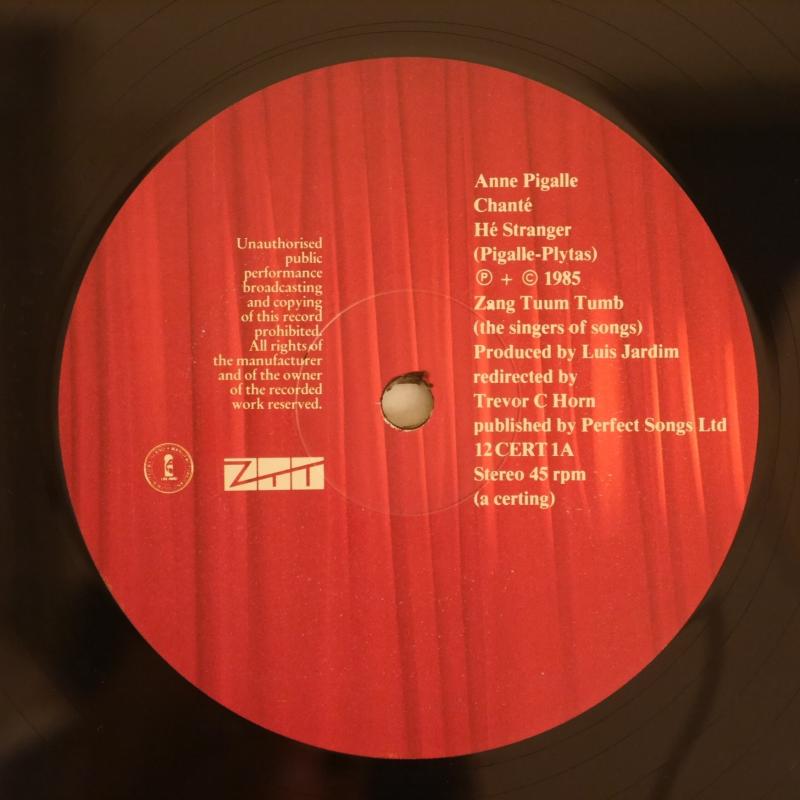 Unauthorised
public
performance
broadcasting
and copying
of this record
prohibited.
All rights of
the manufacturer
and of the owner
of the recorded
work reserved.
ZTT
Anne Pigalle
Chanté
Hé Stranger
(Pigalle-Plytas)
℗ + © 1985
Zang Tuum Tumb
(the singers of songs)
Produced by Luis Jardim
redirected by
Trevor C Horn
published by Perfect Songs Ltd
12 CERT 1A
Stereo 45 rpm
(a certing)